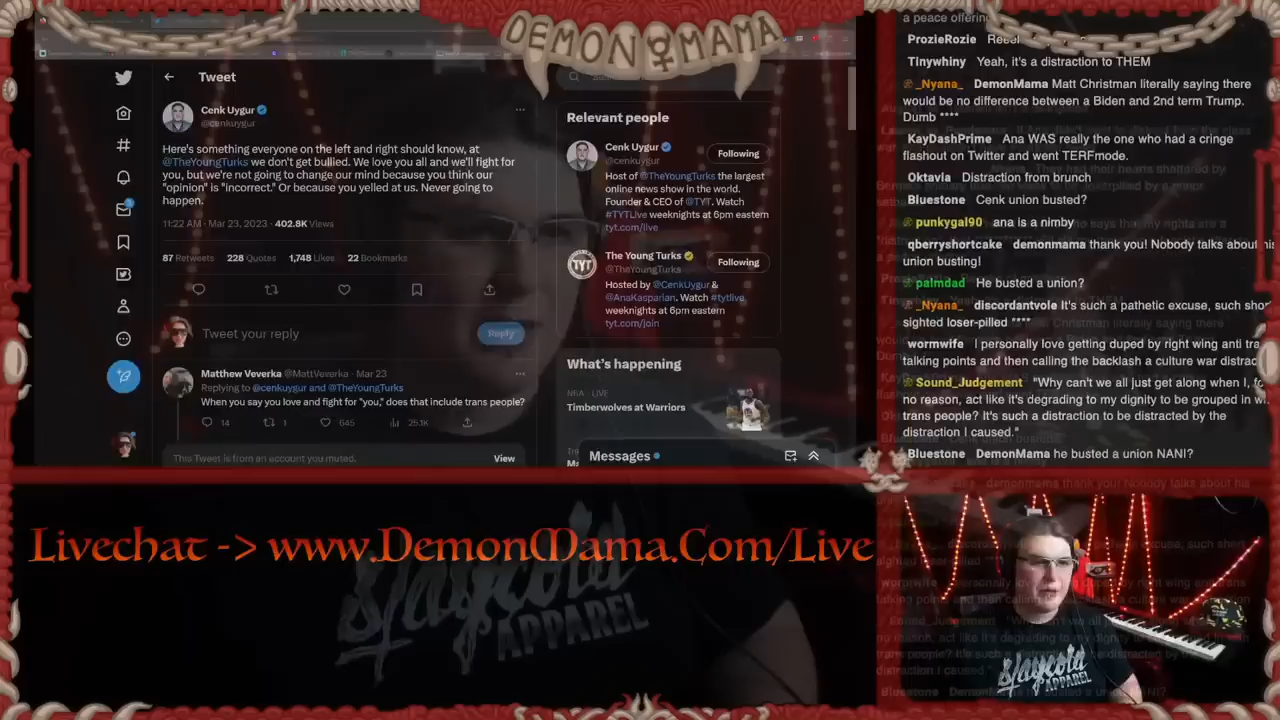 DEMON MAMA
Tweet
Cenk Uygur
@cenkuygur
Here's something everyone on the left and right should know, at
@TheYoungTurks we don't get bullied. We love you all and we'll fight for
you, but we're not going to change our mind because you think our
"opinion" is "incorrect." Or because you yelled at us. Never going to
happen.
11:22 AM · Mar 23, 2023 · 402.8K Views
87 Retweets 228 Quotes 1,748 Likes 22 Bookmarks
Tweet your reply
Reply
Matthew Veverka @MattVeverka · Mar 23
Replying to @cenkuygur and @TheYoungTurks
When you say you love and fight for "you," does that include trans people?
14 1 645 25.1K
This Tweet is from an account you muted.
View
Relevant people
Cenk Uygur
@cenkuygur
Following
Host of @TheYoungTurks the largest
online news show in the world.
Founder & CEO of @TYT. Watch
#TYTLive weeknights at 6pm eastern
tyt.com/live
TYT
The Young Turks
@TheYoungTurks
Following
Hosted by @CenkUygur &
@AnaKasparian. Watch #tytlive
weeknights at 6pm eastern
tyt.com/join
What's happening
NBA · LIVE
Timberwolves at Warriors
Messages
a peace offering
ProzieRozie
Tinywhiny Yeah, it's a distraction to THEM
_Nyana_ DemonMama Matt Christman literally saying there
would be no difference between a Biden and 2nd term Trump.
Dumb ****
KayDashPrime Ana WAS really the one who had a cringe
flashout on Twitter and went TERFmode.
Oktavia Distraction from brunch
Bluestone Cenk union busted?
punkygal90 ana is a nimby
qberryshortcake demonmama thank you! Nobody talks about his
union busting!
palmdad He busted a union?
_Nyana_ discordantvole It's such a pathetic excuse, such shor
sighted loser-pilled ****
wormwife I personally love getting duped by right wing anti tra
talking points and then calling the backlash a culture war distrac
Sound_Judgement "Why can't we all just get along when I, fo
no reason, act like it's degrading to my dignity to be grouped in w
trans people? It's such a distraction to be distracted by the
distraction I caused."
Bluestone DemonMama he busted a union NANI?
Livechat -> www.DemonMama.Com/Live
Slaycold
APPAREL
Slaycold
APPAREL